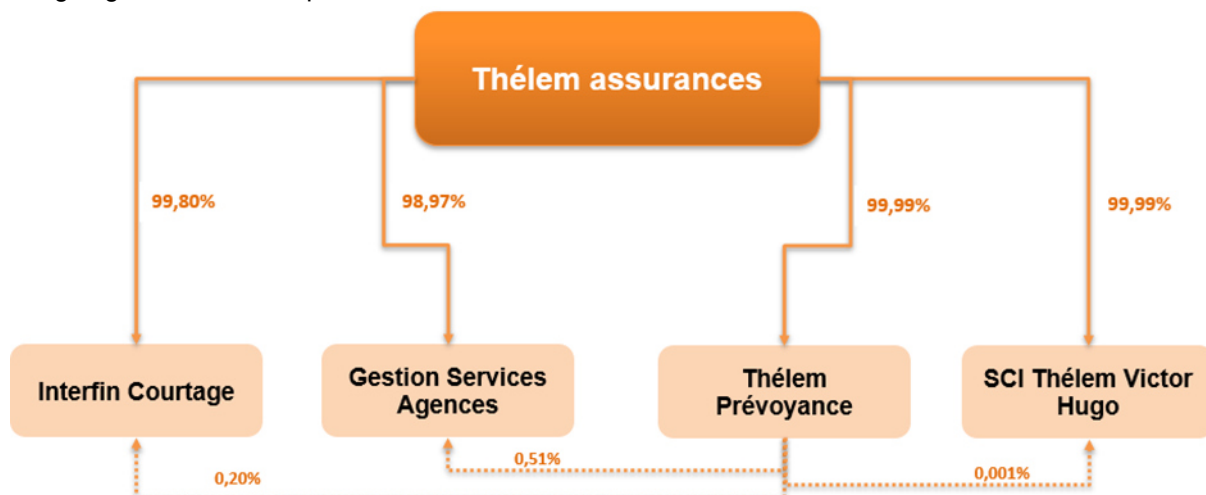 Thélem assurances
99,80%
98,97%
99,99%
99,99%
Interfin Courtage
Gestion Services
Agences
Thélem
Prévoyance
SCI Thélem Victor
Hugo
0,51%
0,20%
0,001%